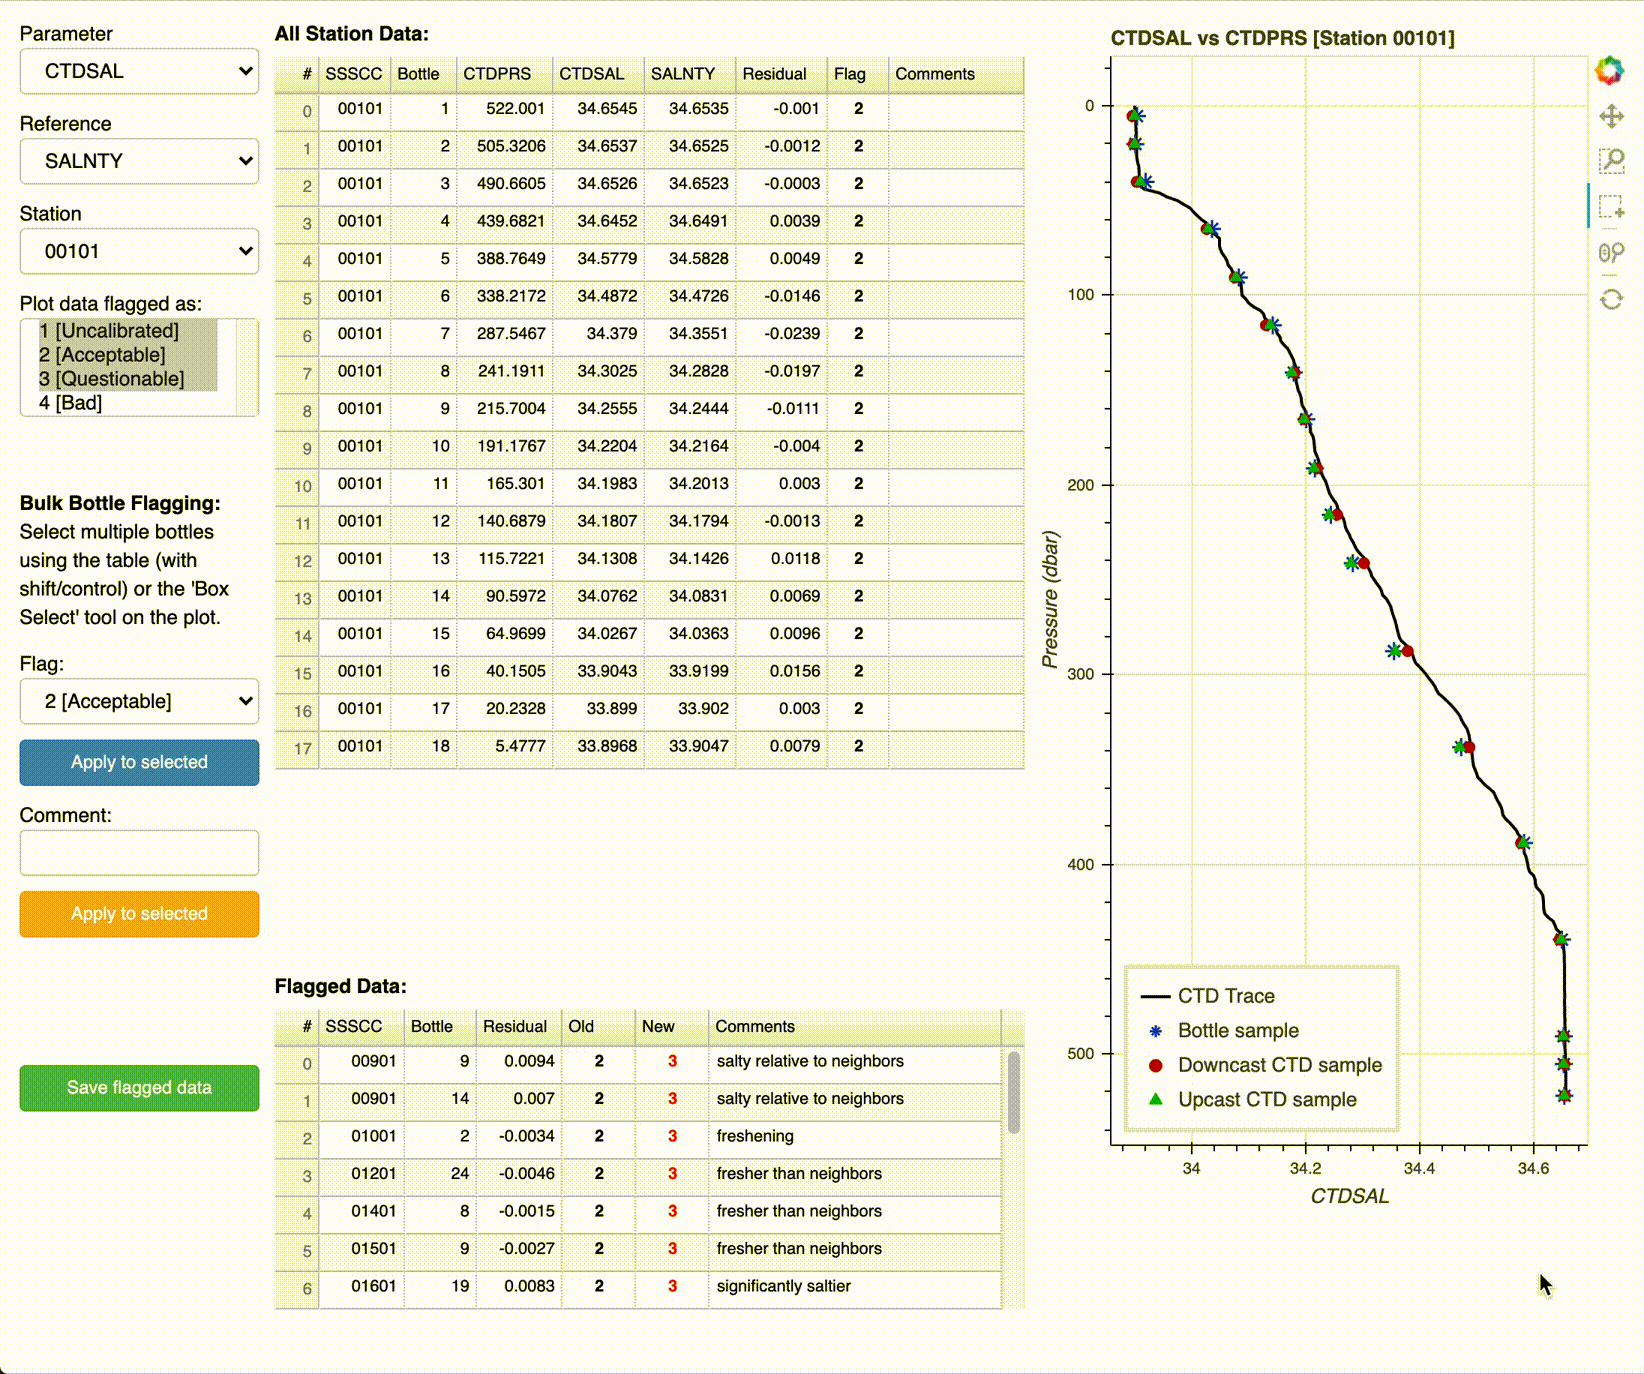 Parameter
CTDSAL
Reference
SALNTY
Station
00101
Plot data flagged as:
1 [Uncalibrated]
2 [Acceptable]
3 [Questionable]
4 [Bad]
Bulk Bottle Flagging:
Select multiple bottles
using the table (with
shift/control) or the 'Box
Select' tool on the plot.
Flag:
2 [Acceptable]
Apply to selected
Comment:
Apply to selected
Save flagged data
All Station Data:
# SSSCC Bottle CTDPRS CTDSAL SALNTY Residual Flag Comments
0 00101 1 522.001 34.6545 34.6535 -0.001 2
1 00101 2 505.3206 34.6537 34.6525 -0.0012 2
2 00101 3 490.6605 34.6526 34.6523 -0.0003 2
3 00101 4 439.6821 34.6452 34.6491 0.0039 2
4 00101 5 388.7649 34.5779 34.5828 0.0049 2
5 00101 6 338.2172 34.4872 34.4726 -0.0146 2
6 00101 7 287.5467 34.379 34.3551 -0.0239 2
7 00101 8 241.1911 34.3025 34.2828 -0.0197 2
8 00101 9 215.7004 34.2555 34.2444 -0.0111 2
9 00101 10 191.1767 34.2204 34.2164 -0.004 2
10 00101 11 165.301 34.1983 34.2013 0.003 2
11 00101 12 140.6879 34.1807 34.1794 -0.0013 2
12 00101 13 115.7221 34.1308 34.1426 0.0118 2
13 00101 14 90.5972 34.0762 34.0831 0.0069 2
14 00101 15 64.9699 34.0267 34.0363 0.0096 2
15 00101 16 40.1505 33.9043 33.9199 0.0156 2
16 00101 17 20.2328 33.899 33.902 0.003 2
17 00101 18 5.4777 33.8968 33.9047 0.0079 2
Flagged Data:
# SSSCC Bottle Residual Old New Comments
0 00901 9 0.0094 2 3 salty relative to neighbors
1 00901 14 0.007 2 3 salty relative to neighbors
2 01001 2 -0.0034 2 3 freshening
3 01201 24 -0.0046 2 3 fresher than neighbors
4 01401 8 -0.0015 2 3 fresher than neighbors
5 01501 9 -0.0027 2 3 fresher than neighbors
6 01601 19 0.0083 2 3 significantly saltier
CTDSAL vs CTDPRS [Station 00101]
Pressure (dbar)
0
100
200
300
400
500
CTD Trace
Bottle sample
Downcast CTD sample
Upcast CTD sample
34 34.2 34.4 34.6
CTDSAL